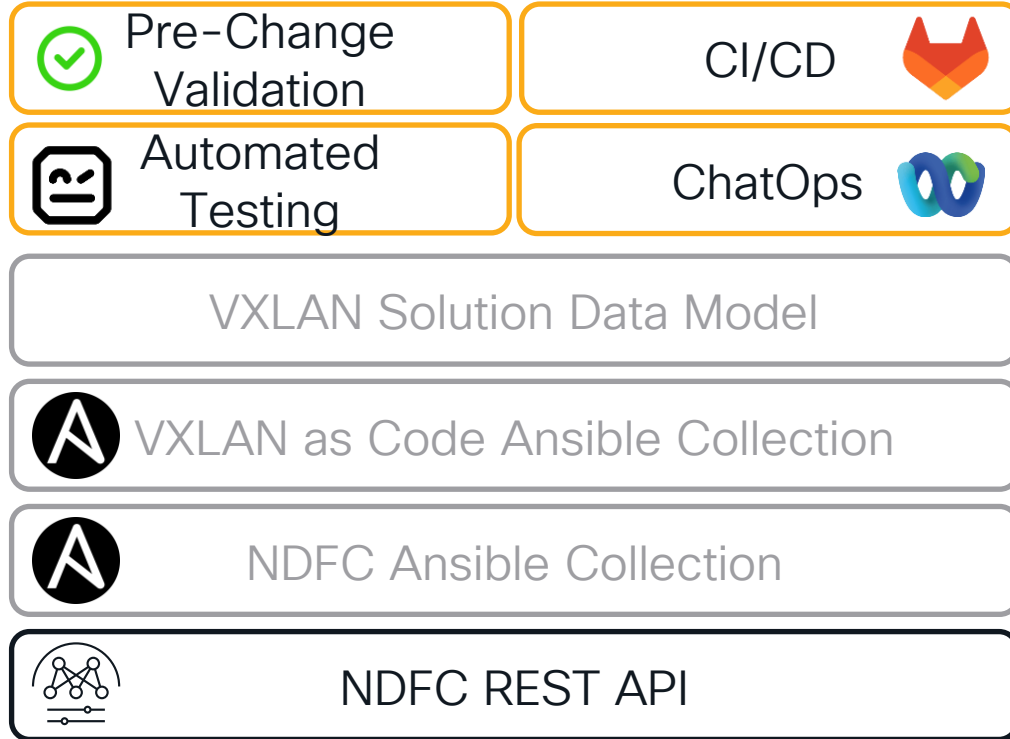 Pre-Change
Validation
CI/CD
Automated
Testing
ChatOps
VXLAN Solution Data Model
VXLAN as Code Ansible Collection
NDFC Ansible Collection
NDFC REST API